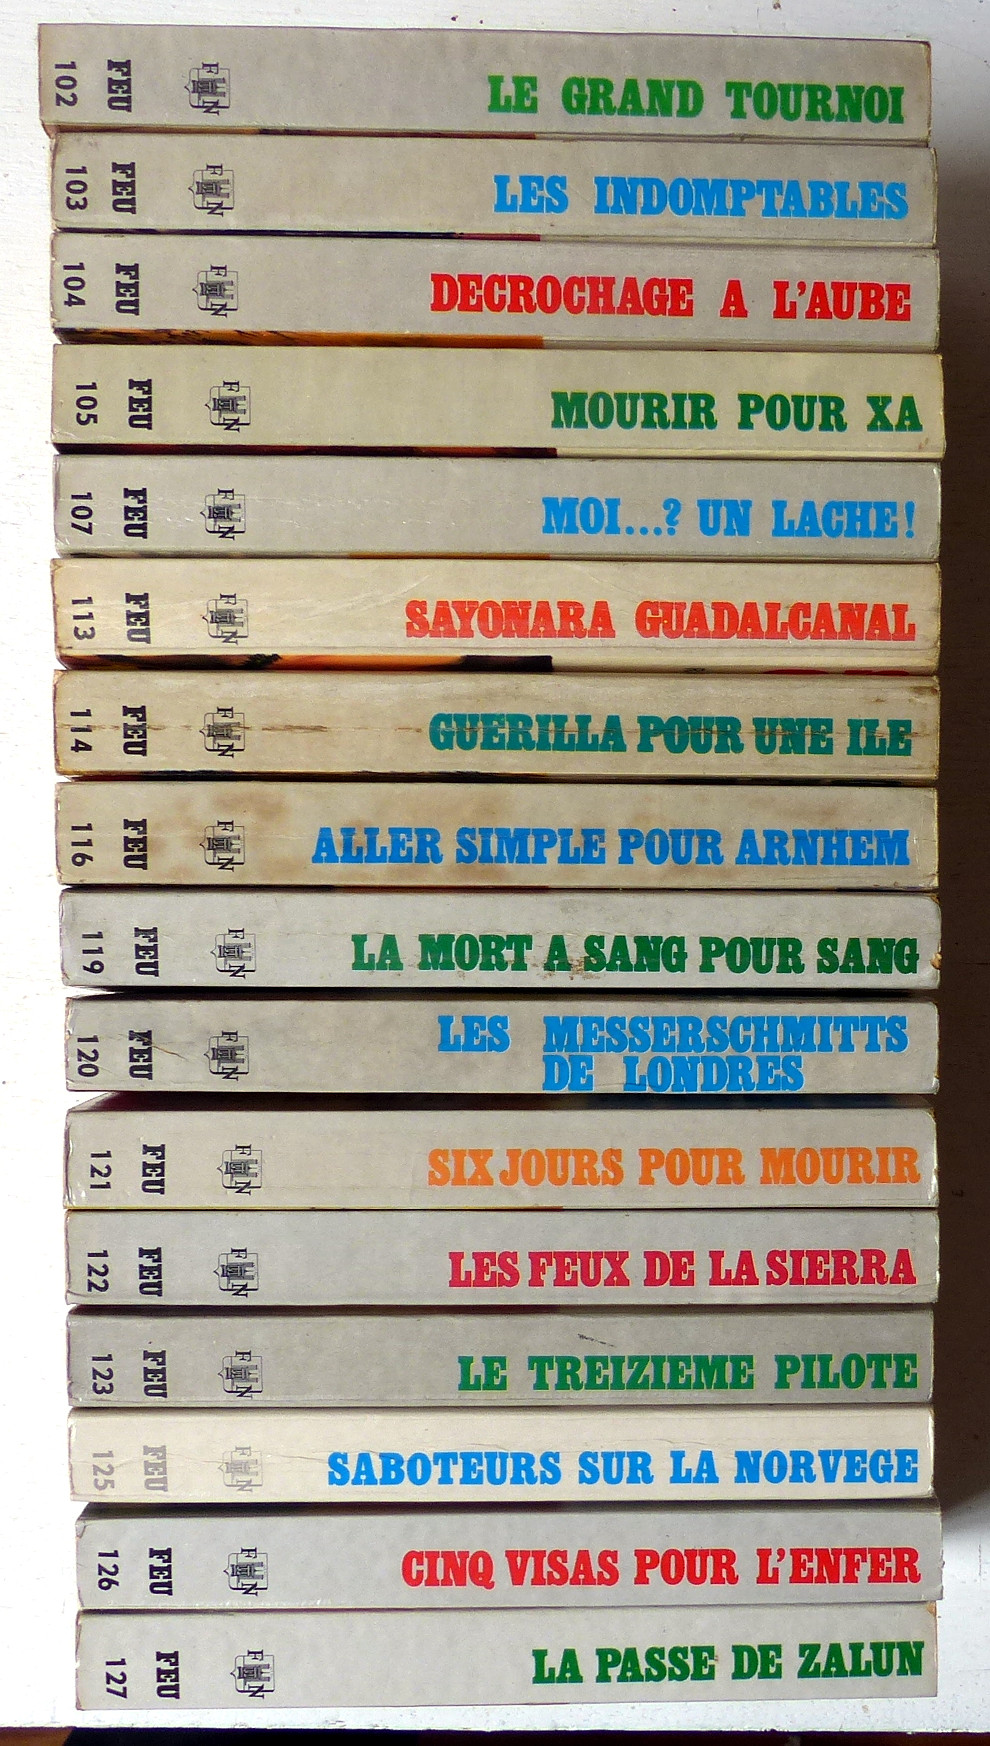 102 FEU F N LE GRAND TOURNOI
103 FEU F N LES INDOMPTABLES
104 FEU F N DECROCHAGE A L'AUBE
105 FEU F N MOURIR POUR XA
107 FEU F N MOI...? UN LACHE!
113 FEU F N SAYONARA GUADALCANAL
114 FEU F N GUERILLA POUR UNE ILE
116 FEU F N ALLER SIMPLE POUR ARNHEM
119 FEU F N LA MORT A SANG POUR SANG
120 FEU F N LES MESSERSCHMITTS
DE LONDRES
121 FEU F N SIX JOURS POUR MOURIR
122 FEU F N LES FEUX DE LA SIERRA
123 FEU F N LE TREIZIEME PILOTE
125 FEU F N SABOTEURS SUR LA NORVEGE
126 FEU F N CINQ VISAS POUR L'ENFER
127 FEU F N LA PASSE DE ZALUN